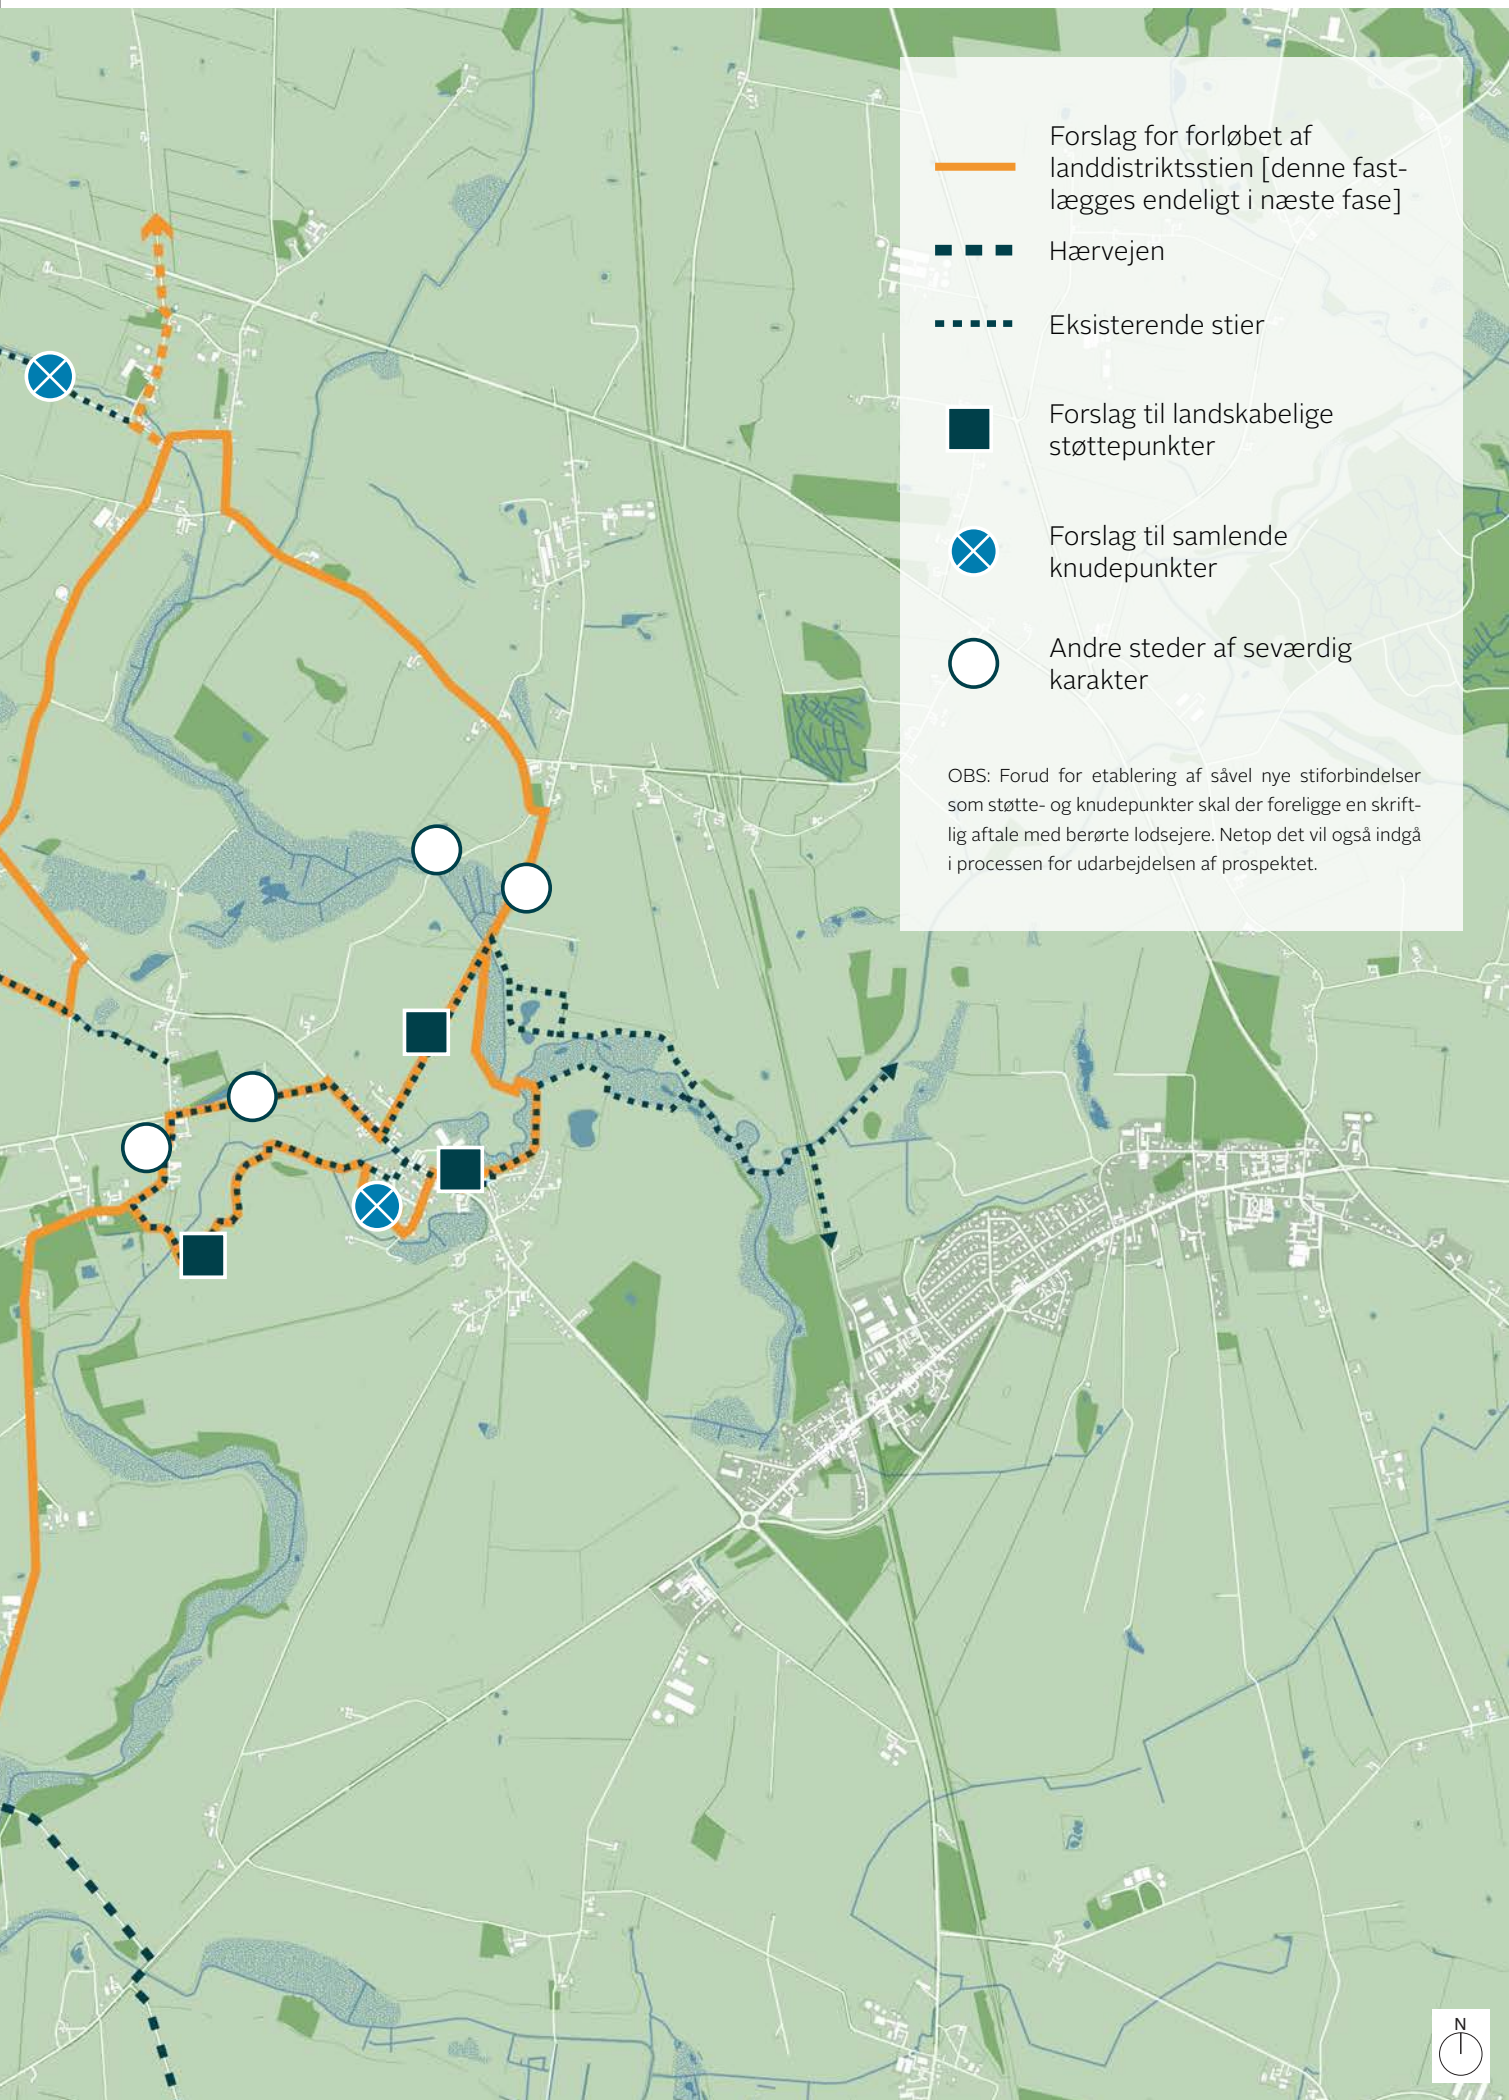 Forslag for forløbet af
landdistriktsstien [denne fast-
lægges endeligt i næste fase]
Hærvejen
Eksisterende stier
Forslag til landskabelige
støttepunkter
Forslag til samlende
knudepunkter
Andre steder af seværdig
karakter
OBS: Forud for etablering af såvel nye stiforbindelser
som støtte- og knudepunkter skal der foreligge en skrift-
lig aftale med berørte lodsejere. Netop det vil også indgå
i processen for udarbejdelsen af prospektet.
N